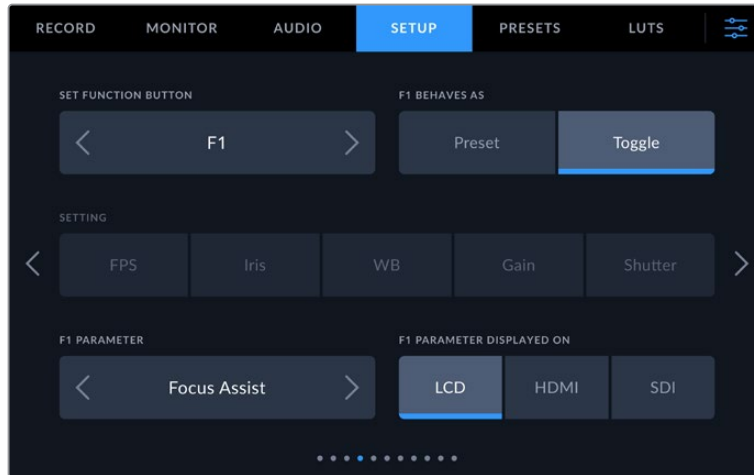 RECORD MONITOR AUDIO SETUP PRESETS LUTS
SET FUNCTION BUTTON F1 BEHAVES AS
F1 Preset Toggle
SETTING
FPS Iris WB Gain Shutter
F1 PARAMETER F1 PARAMETER DISPLAYED ON
Focus Assist LCD HDMI SDI